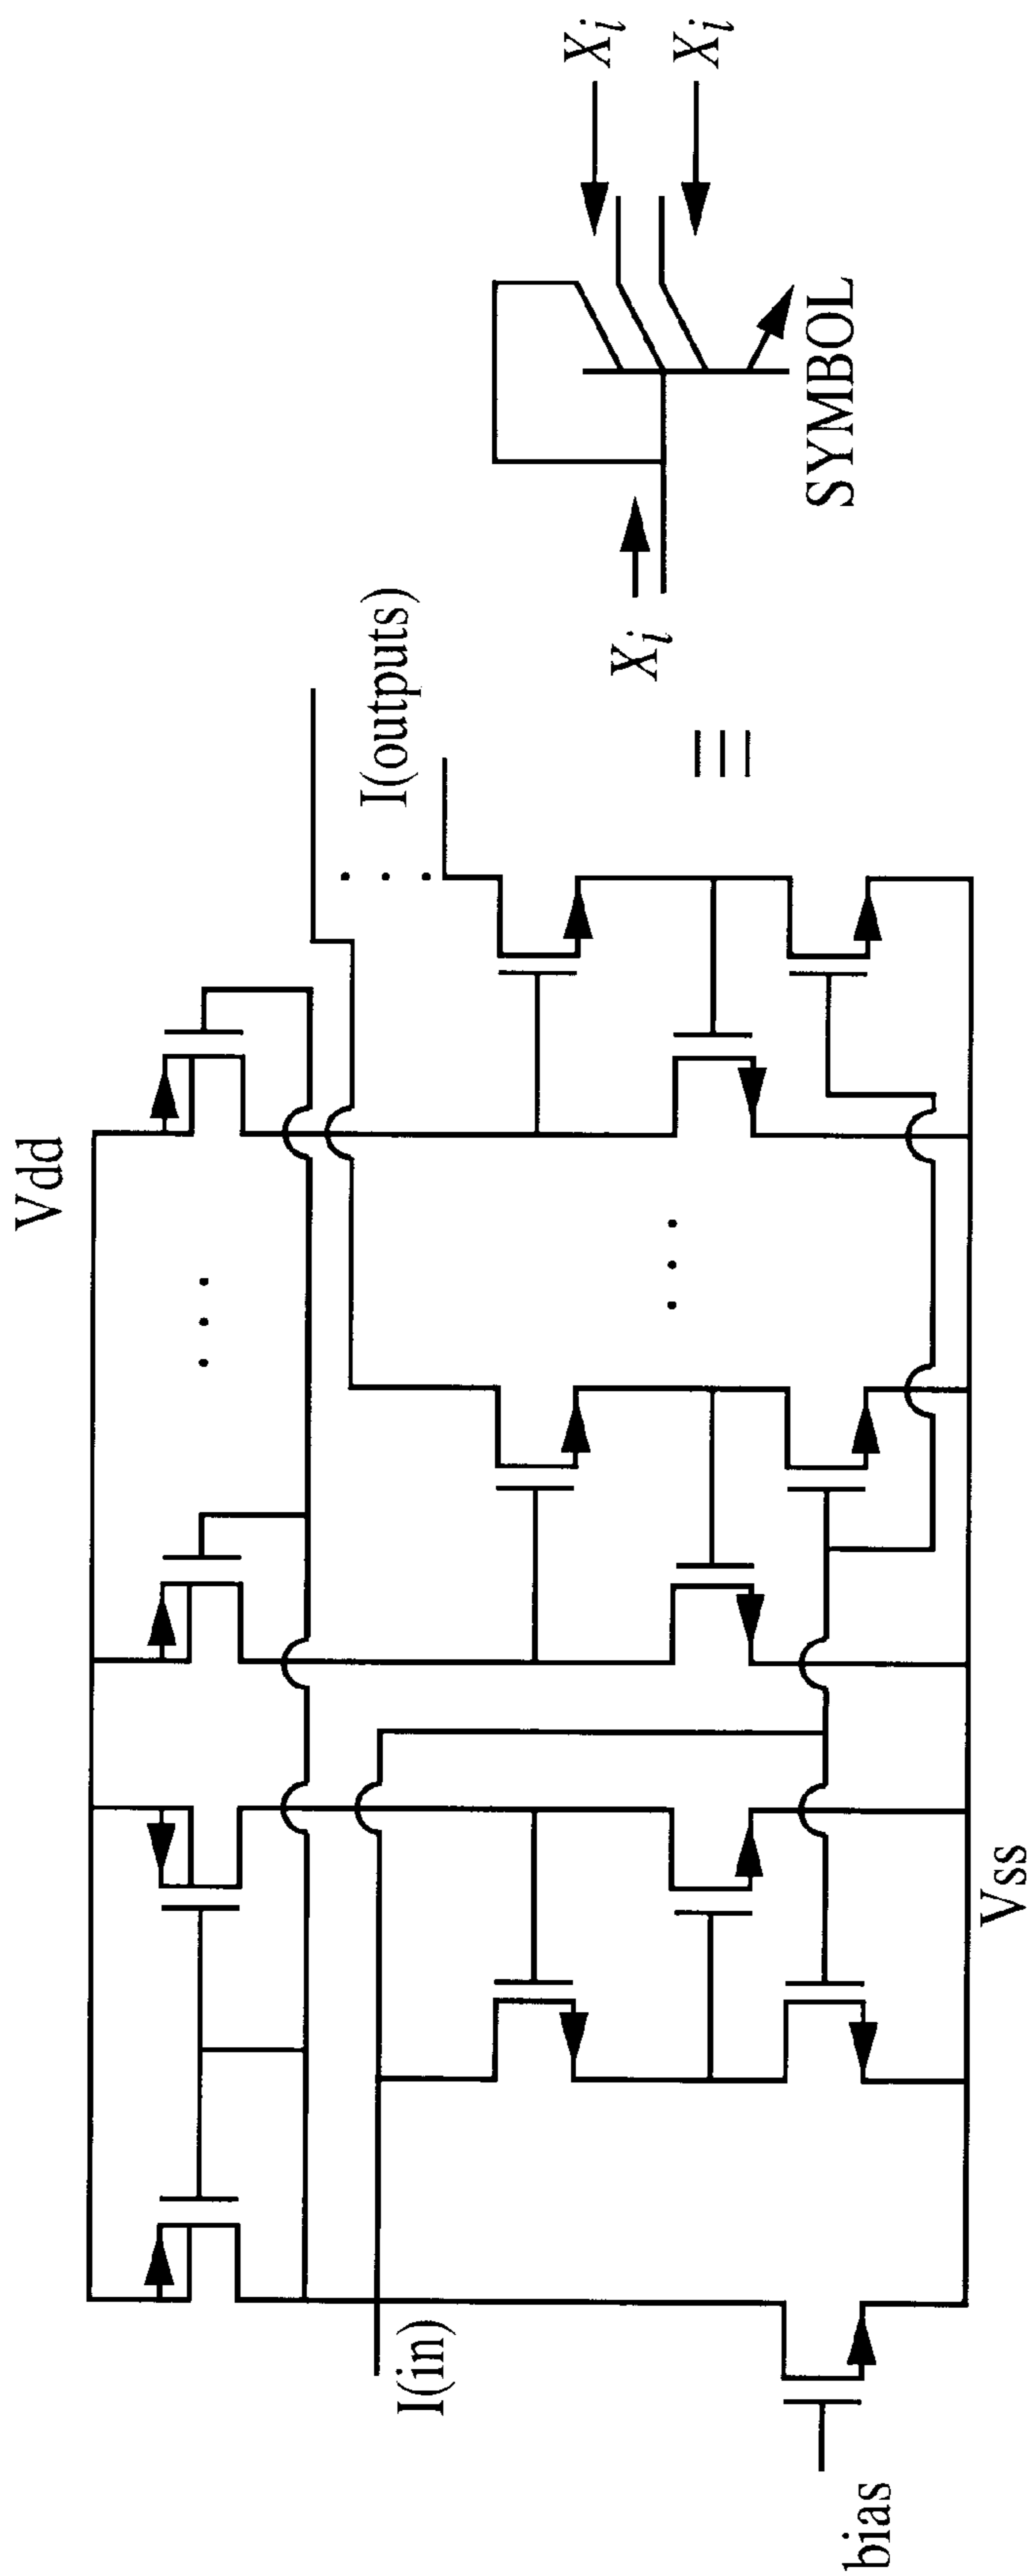 Vdd
I(in)
bias
Vss
I(outputs)
≡
Xi
Xi
Xi
SYMBOL